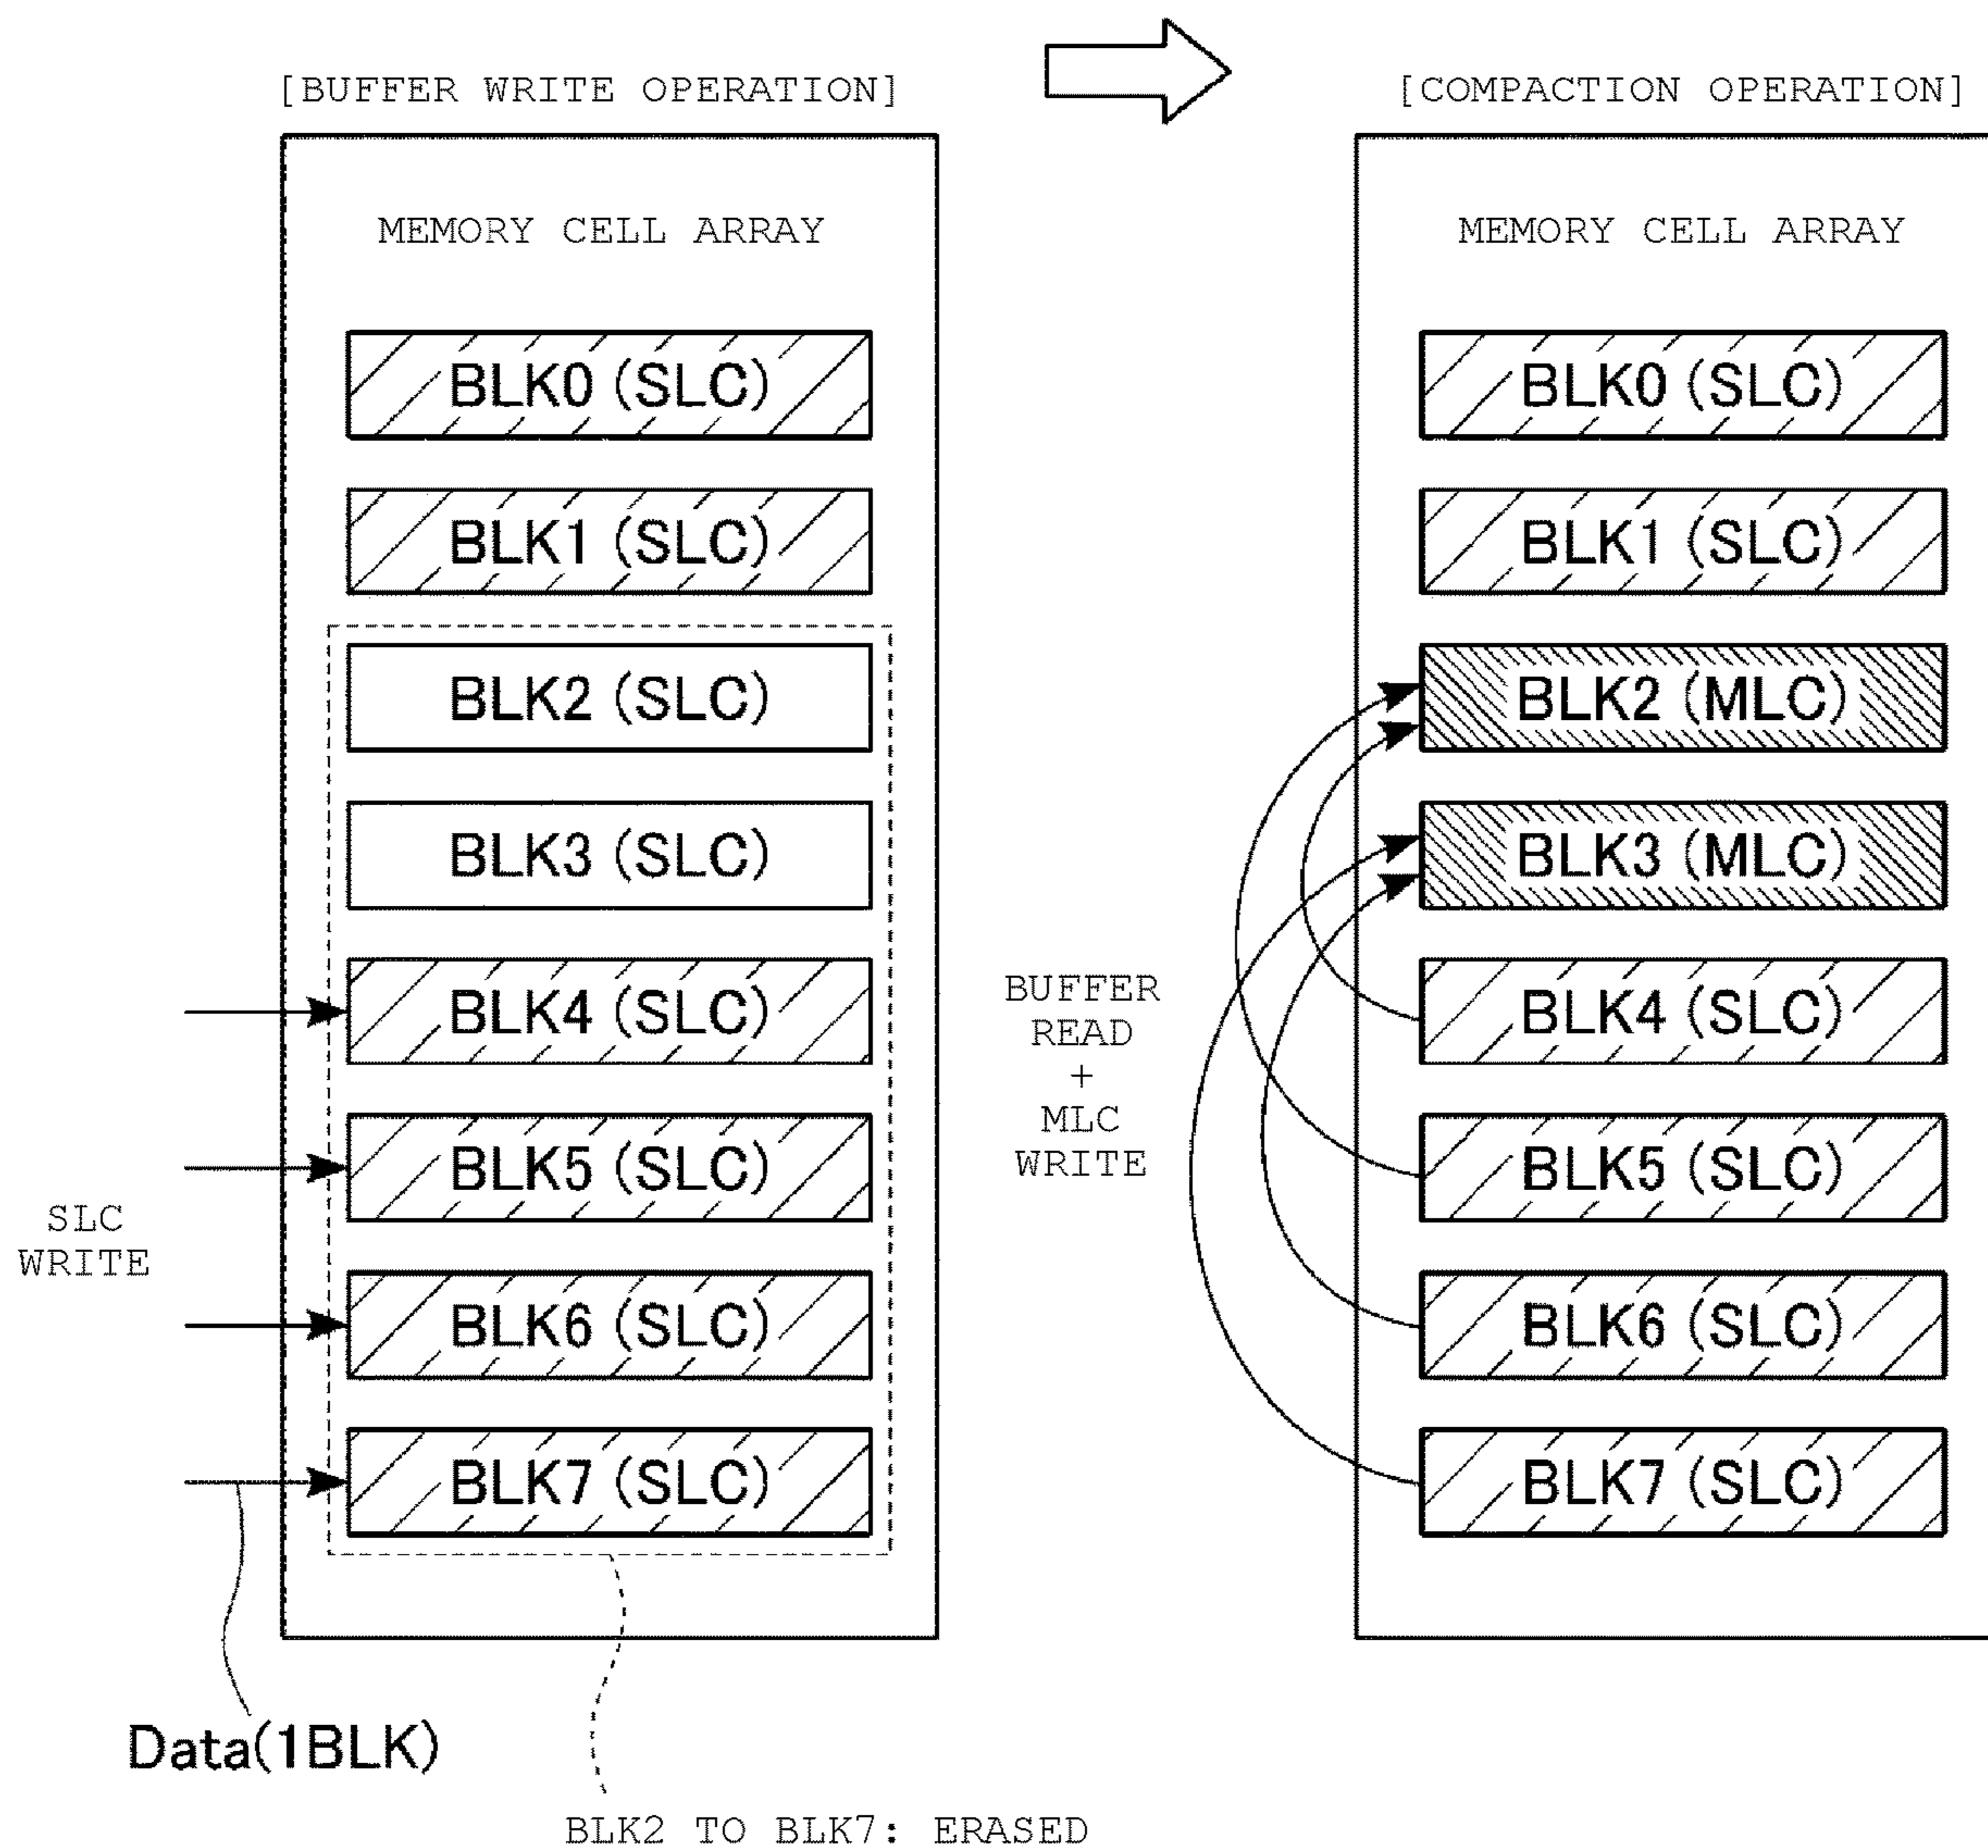 [BUFFER WRITE OPERATION]
MEMORY CELL ARRAY
BLK0 (SLC)
BLK1 (SLC)
BLK2 (SLC)
BLK3 (SLC)
BLK4 (SLC)
BLK5 (SLC)
BLK6 (SLC)
BLK7 (SLC)
SLC
WRITE
Data(1BLK)
BLK2 TO BLK7: ERASED
[COMPACTION OPERATION]
MEMORY CELL ARRAY
BLK0 (SLC)
BLK1 (SLC)
BLK2 (MLC)
BLK3 (MLC)
BLK4 (SLC)
BLK5 (SLC)
BLK6 (SLC)
BLK7 (SLC)
BUFFER
READ
+
MLC
WRITE